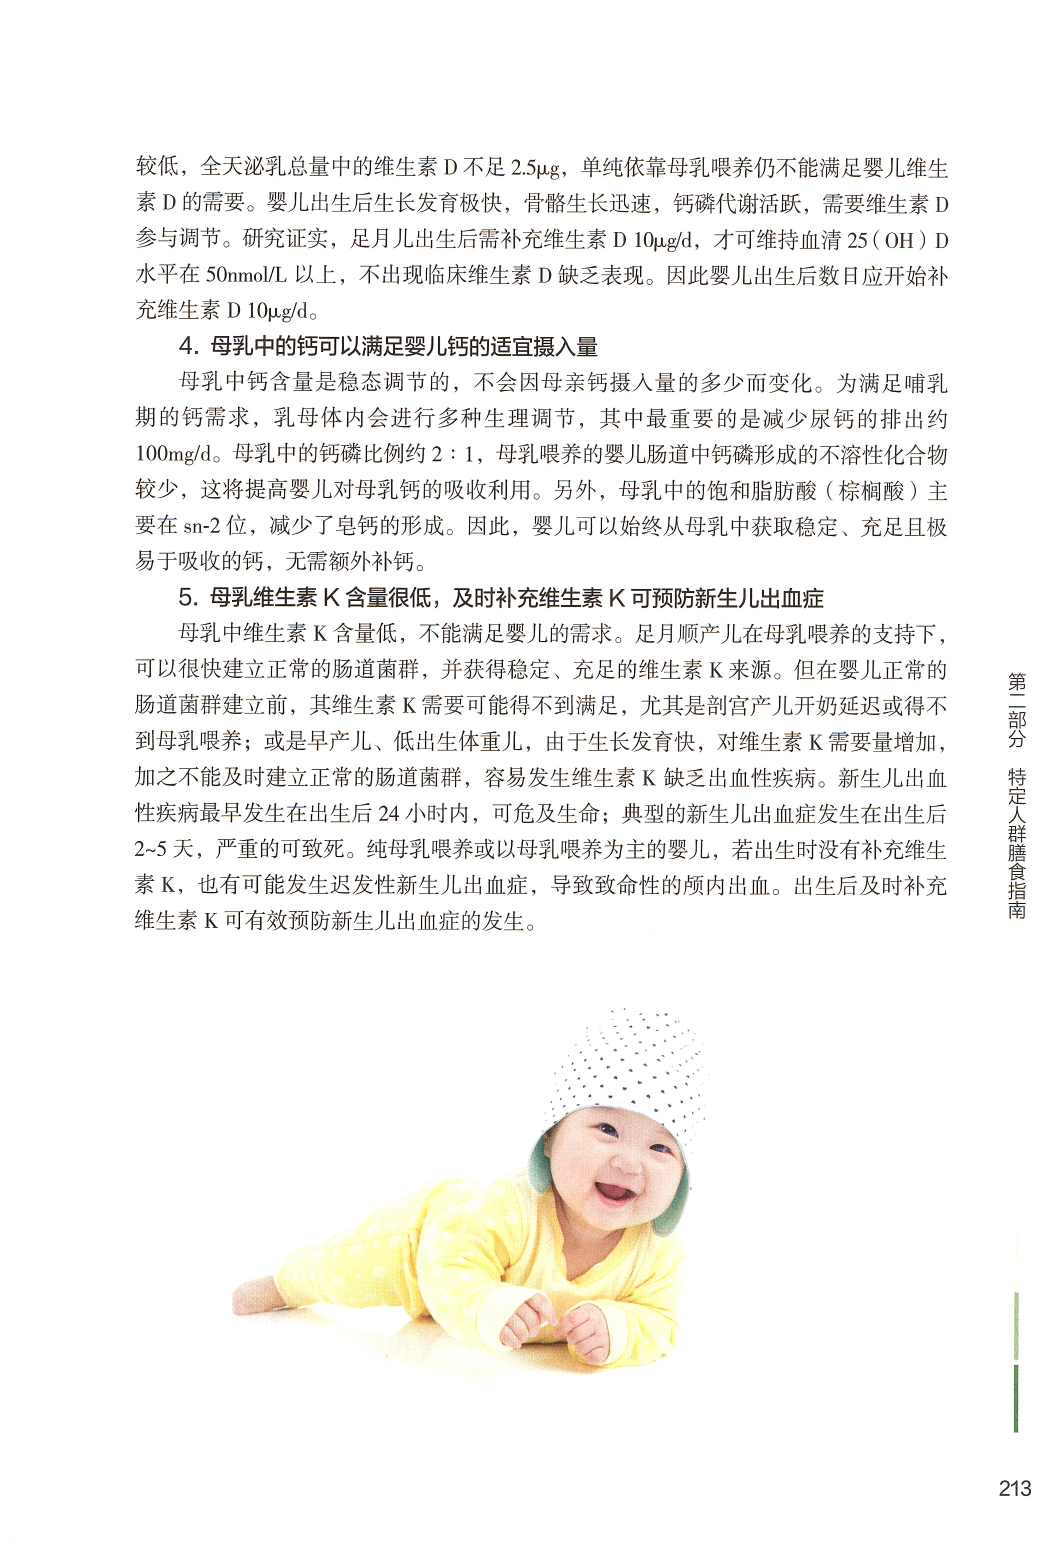 较低，全天泌乳总量中的维生素 D 不足 2.5μg，单纯依靠母乳喂养仍不能满足婴儿维生
素 D 的需要。婴儿出生后生长发育极快，骨骼生长迅速，钙磷代谢活跃，需要维生素 D
参与调节。研究证实，足月儿出生后需补充维生素 D 10μg/d，才可维持血清 25（OH）D
水平在 50nmol/L 以上，不出现临床维生素 D 缺乏表现。因此婴儿出生后数日应开始补
充维生素 D 10μg/d。
4. 母乳中的钙可以满足婴儿钙的适宜摄入量
母乳中钙含量是稳态调节的，不会因母亲钙摄入量的多少而变化。为满足哺乳
期的钙需求，乳母体内会进行多种生理调节，其中最重要的是减少尿钙的排出约
100mg/d。母乳中的钙磷比例约 2∶1，母乳喂养的婴儿肠道中钙磷形成的不溶性化合物
较少，这将提高婴儿对母乳钙的吸收利用。另外，母乳中的饱和脂肪酸（棕榈酸）主
要在 sn-2 位，减少了皂钙的形成。因此，婴儿可以始终从母乳中获取稳定、充足且极
易于吸收的钙，无需额外补钙。
5. 母乳维生素 K 含量很低，及时补充维生素 K 可预防新生儿出血症
母乳中维生素 K 含量低，不能满足婴儿的需求。足月顺产儿在母乳喂养的支持下，
可以很快建立正常的肠道菌群，并获得稳定、充足的维生素 K 来源。但在婴儿正常的
肠道菌群建立前，其维生素 K 需要可能得不到满足，尤其是剖宫产儿开奶延迟或得不
到母乳喂养；或是早产儿、低出生体重儿，由于生长发育快，对维生素 K 需要量增加，
加之不能及时建立正常的肠道菌群，容易发生维生素 K 缺乏出血性疾病。新生儿出血
性疾病最早发生在出生后 24 小时内，可危及生命；典型的新生儿出血症发生在出生后
2~5 天，严重的可致死。纯母乳喂养或以母乳喂养为主的婴儿，若出生时没有补充维生
素 K，也有可能发生迟发性新生儿出血症，导致致命性的颅内出血。出生后及时补充
维生素 K 可有效预防新生儿出血症的发生。
第二部分 特定人群膳食指南
213